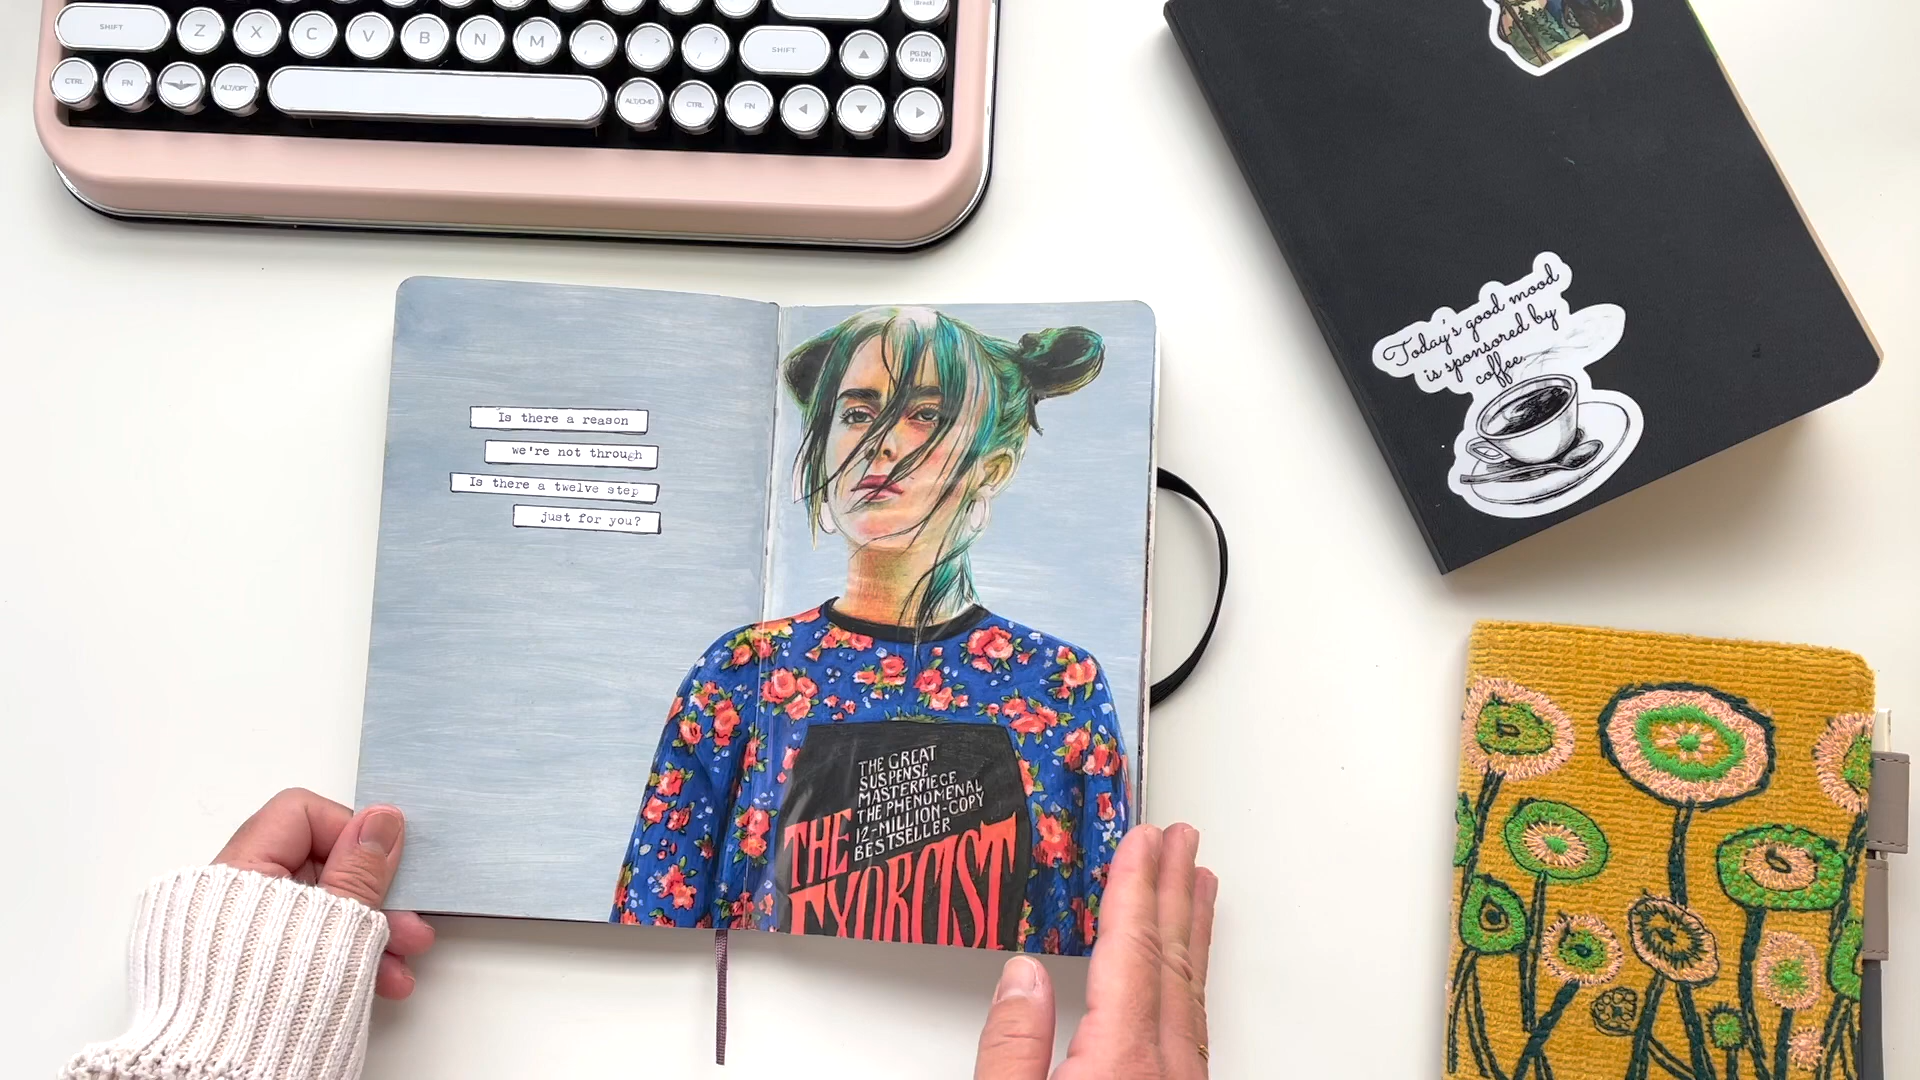 SHIFT Z X C V B N M < , > . ? / SHIFT PG DN
CTRL FN ALT/OPT ALT/CMD CTRL FN
Today's good mood
is sponsored by
coffee.
Is there a reason
we're not through
Is there a twelve step
just for you?
THE GREAT
SUSPENSE
MASTERPIECE
THE PHENOMENAL
12-MILLION-COPY
BESTSELLER
THE
EXORCIST